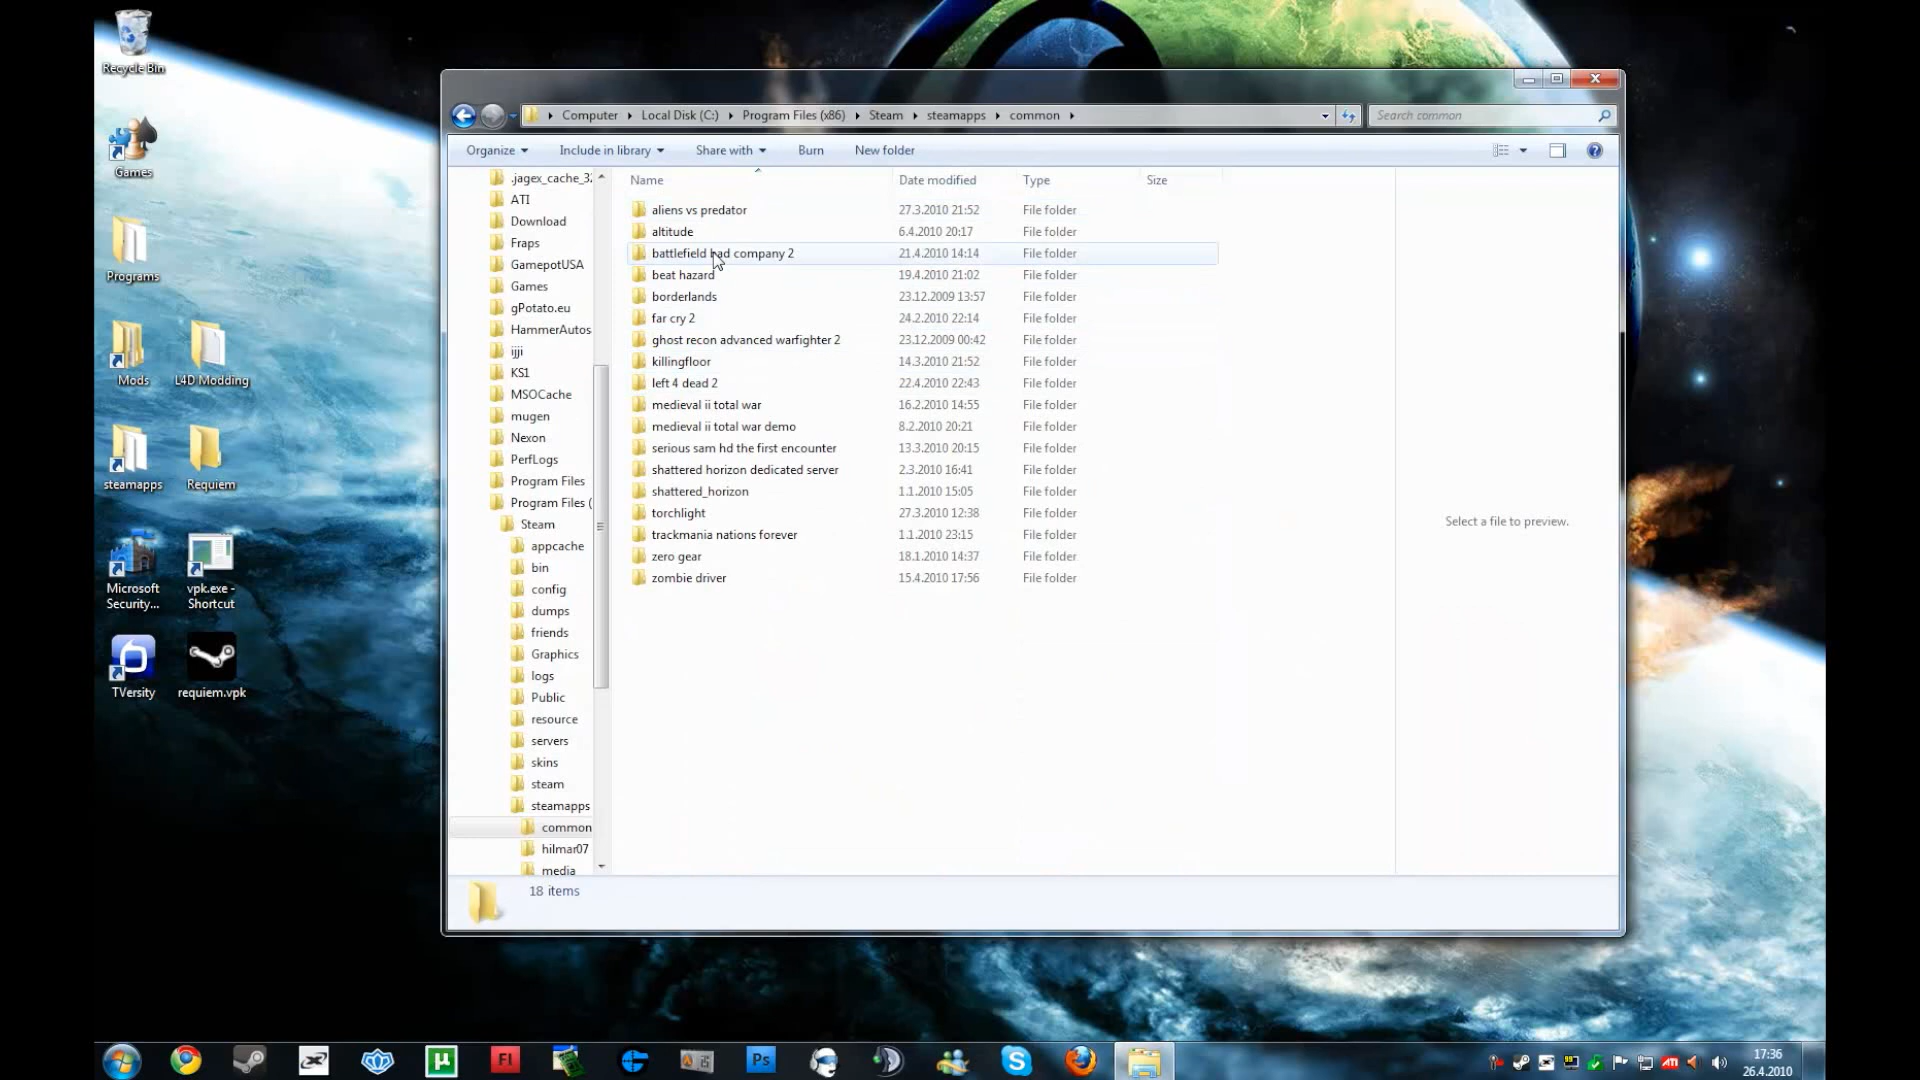 Recycle Bin
Games
Programs
Mods
L4D Modding
steamapps
Requiem
Microsoft
Security...
vpk.exe -
Shortcut
TVersity
requiem.vpk
Computer Local Disk (C:) Program Files (x86) Steam steamapps common
Search common
Organize Include in library Share with Burn New folder
.jagex_cache_32
ATI
Download
Fraps
GamepotUSA
Games
gPotato.eu
HammerAutos
ijji
KS1
MSOCache
mugen
Nexon
PerfLogs
Program Files
Program Files (
Steam
appcache
bin
config
dumps
friends
Graphics
logs
Public
resource
servers
skins
steam
steamapps
common
hilmar07
media
Name Date modified Type Size
aliens vs predator 27.3.2010 21:52 File folder
altitude 6.4.2010 20:17 File folder
battlefield bad company 2 21.4.2010 14:14 File folder
beat hazard 19.4.2010 21:02 File folder
borderlands 23.12.2009 13:57 File folder
far cry 2 24.2.2010 22:14 File folder
ghost recon advanced warfighter 2 23.12.2009 00:42 File folder
killingfloor 14.3.2010 21:52 File folder
left 4 dead 2 22.4.2010 22:43 File folder
medieval ii total war 16.2.2010 14:55 File folder
medieval ii total war demo 8.2.2010 20:21 File folder
serious sam hd the first encounter 13.3.2010 20:15 File folder
shattered horizon dedicated server 2.3.2010 16:41 File folder
shattered_horizon 1.1.2010 15:05 File folder
torchlight 27.3.2010 12:38 File folder
trackmania nations forever 1.1.2010 23:15 File folder
zero gear 18.1.2010 14:37 File folder
zombie driver 15.4.2010 17:56 File folder
Select a file to preview.
18 items
Fl
Ps
ATI
17:36
26.4.2010